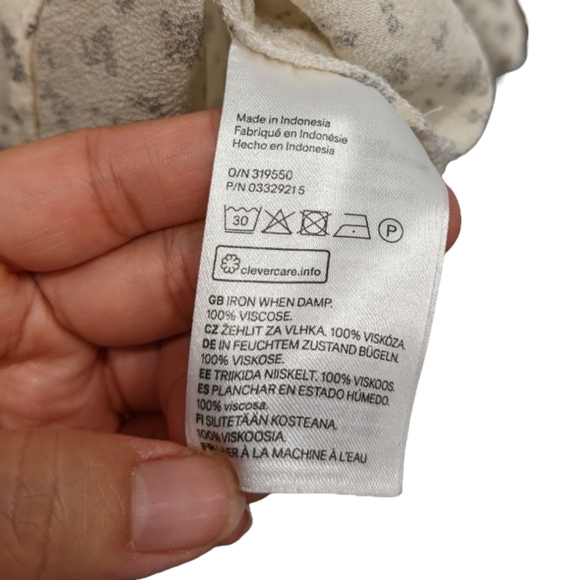 Made in Indonesia
Fabriqué en Indonésie
Hecho en Indonesia
O/N 319550
P/N 03329215
30
P
clevercare.info
GB IRON WHEN DAMP.
100% VISCOSE.
CZ ŽEHLIT ZA VLHKA. 100% VISKÓZA.
DE IN FEUCHTEM ZUSTAND BÜGELN.
100% VISKOSE.
EE TRIIKIDA NIISKELT. 100% VISKOOS.
ES PLANCHAR EN ESTADO HÚMEDO.
100% viscosa.
FI SILITETÄÄN KOSTEANA.
100% VISKOOSIA.
À LA MACHINE À L'EAU